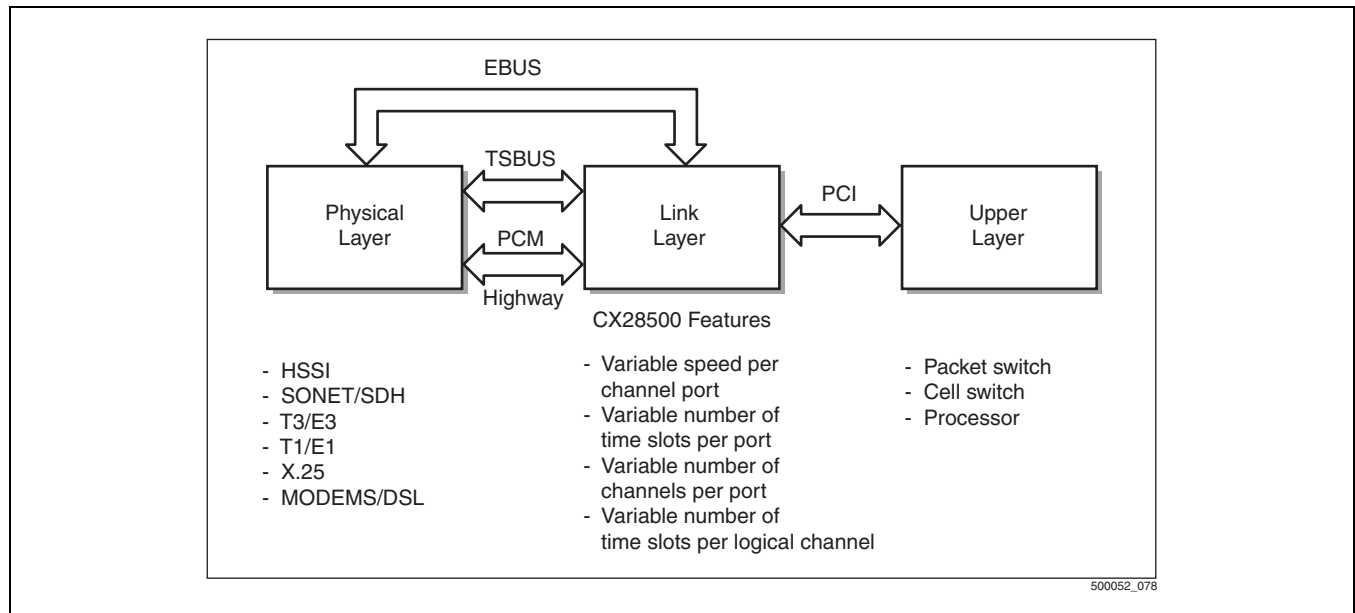 EBUS
TSBUS
Physical
Layer
Link
Layer
PCI
Upper
Layer
PCM
Highway
CX28500 Features
- HSSI
- SONET/SDH
- T3/E3
- T1/E1
- X.25
- MODEMS/DSL
- Variable speed per
channel port
- Variable number of
time slots per port
- Variable number of
channels per port
- Variable number of
time slots per logical channel
- Packet switch
- Cell switch
- Processor
500052_078